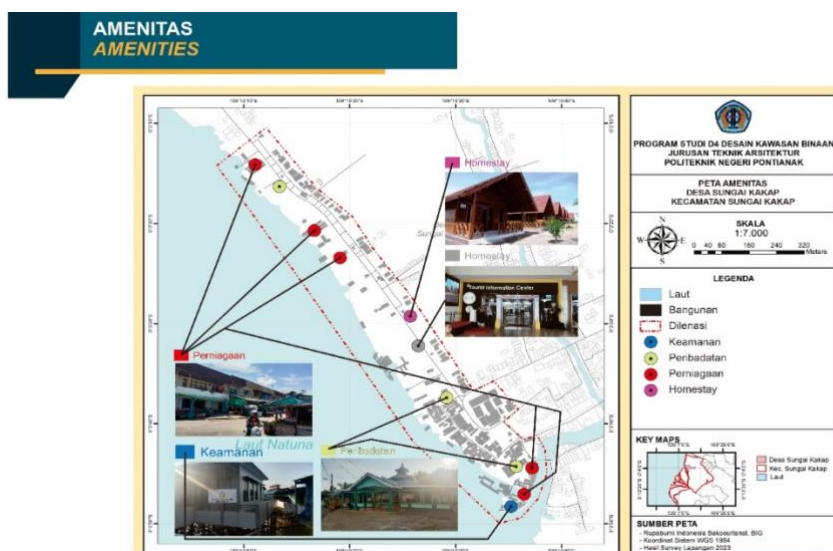 AMENITAS
AMENITIES
Homestay
Homestay
Tourist Information Center
Perniagaan
Laut Natuna
Keamanan
Peribadatan
PROGRAM STUDI D4 DESAIN KAWASAN BINAAN
JURUSAN TEKNIK ARSITEKTUR
POLITEKNIK NEGERI PONTIANAK
PETA AMENITAS
DESA SUNGAI KAKAP
KECAMATAN SUNGAI KAKAP
N
W E
S
SKALA
1:7.000
0 40 80 160 240 320
Meters
LEGENDA
Laut
Bangunan
Dilenasi
Keamanan
Peribadatan
Perniagaan
Homestay
KEY MAPS
Desa Sungai Kakap
Kec. Sungai Kakap
Laut
SUMBER PETA
- Rupabumi Indonesia Bakosurtanal, BIG
- Koordinat Sistem WGS 1984
- Hasil Survey Lapangan 2023